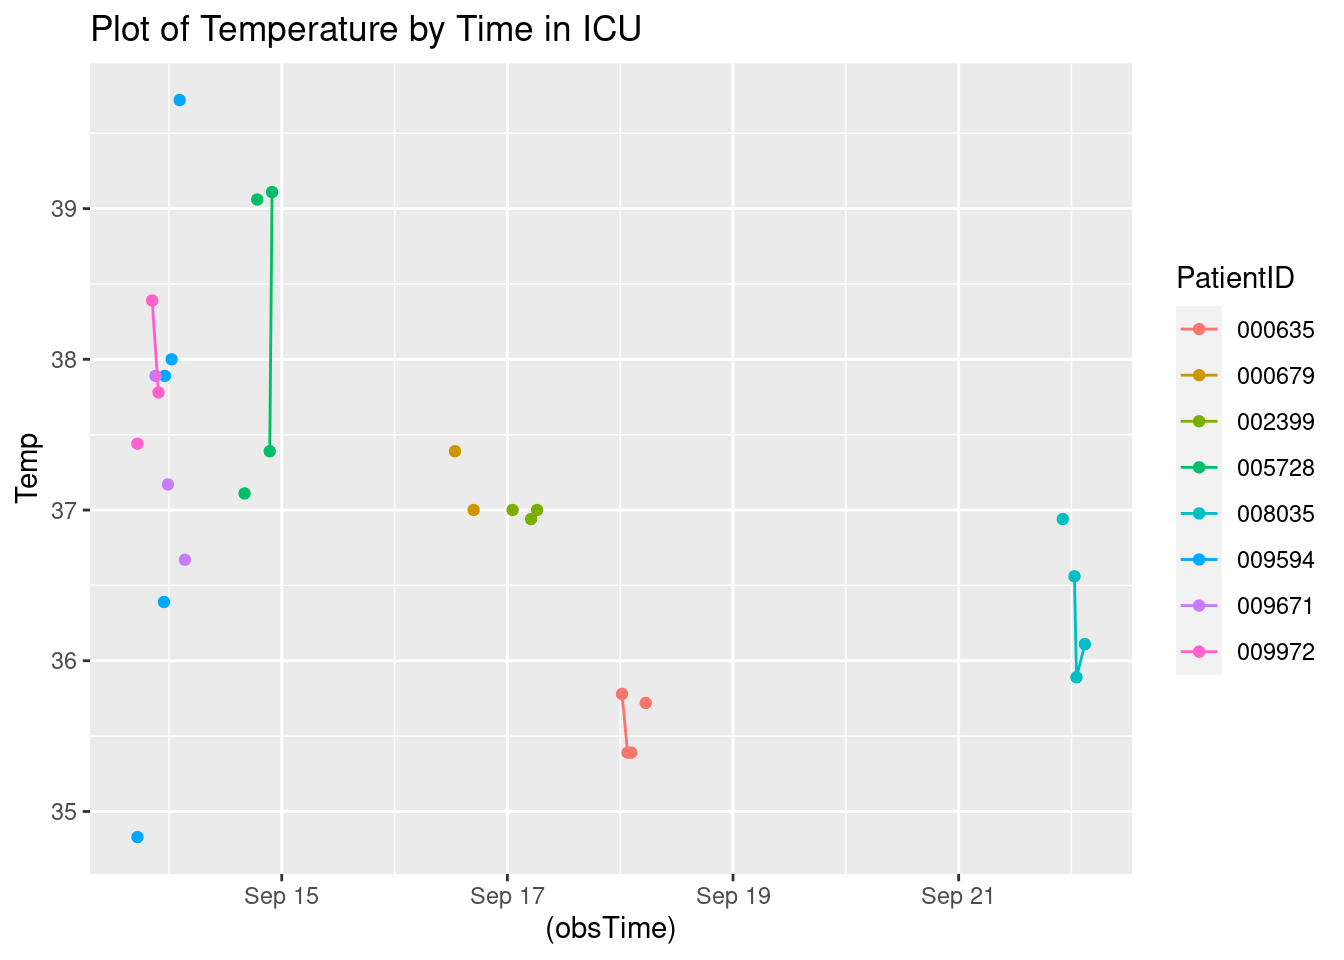 Plot of Temperature by Time in ICU
Temp
39
38
37
36
35
Sep 15
Sep 17
Sep 19
Sep 21
(obsTime)
PatientID
000635
000679
002399
005728
008035
009594
009671
009972